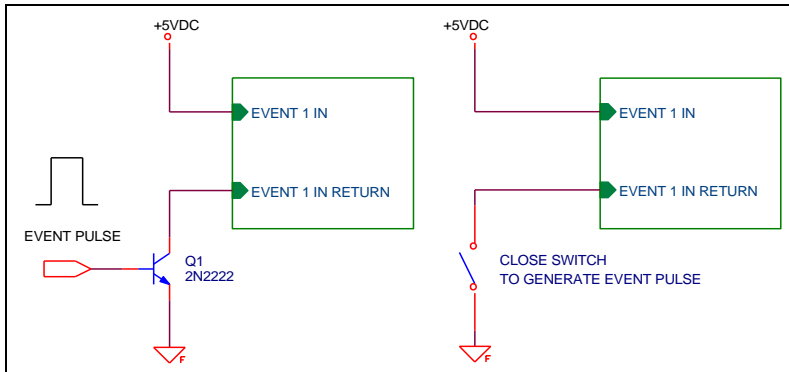 +5VDC
EVENT 1 IN
EVENT 1 IN RETURN
EVENT PULSE
Q1
2N2222
F
+5VDC
EVENT 1 IN
EVENT 1 IN RETURN
CLOSE SWITCH
TO GENERATE EVENT PULSE
F